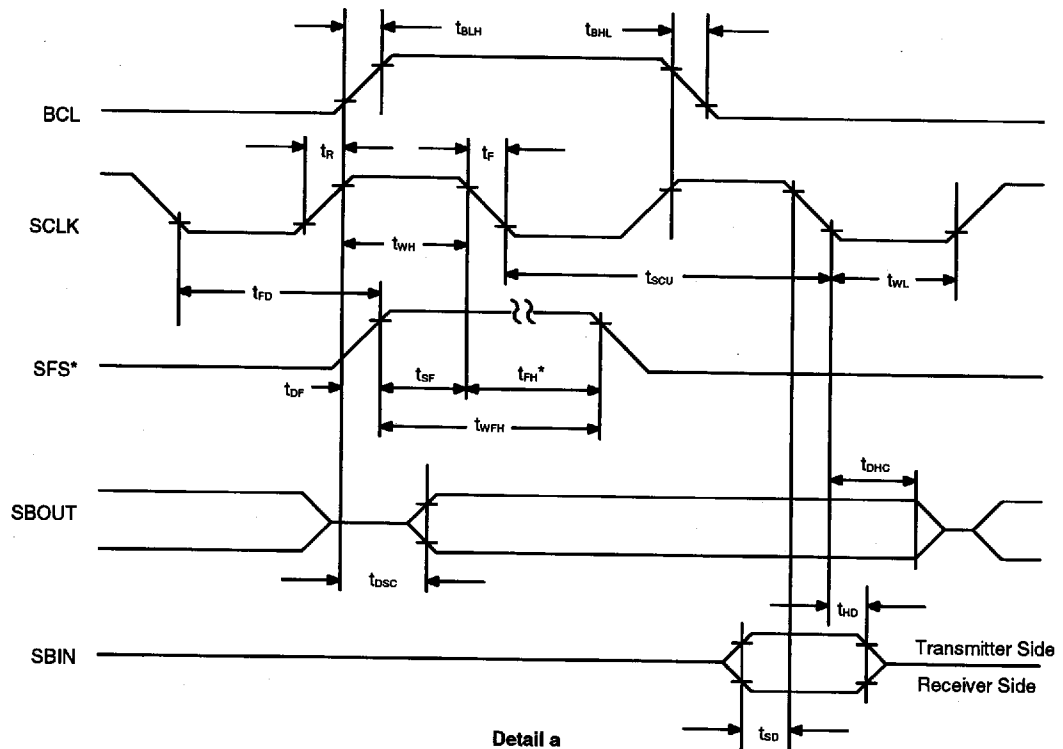 tBLH
tBHL
BCL
tR
tF
SCLK
tWH
tSCU
tWL
tFD
SFS*
tDF
tSF
tFH*
tWFH
tDHC
SBOUT
tDSC
tHD
SBIN
Transmitter Side
Receiver Side
tSD
Detail a